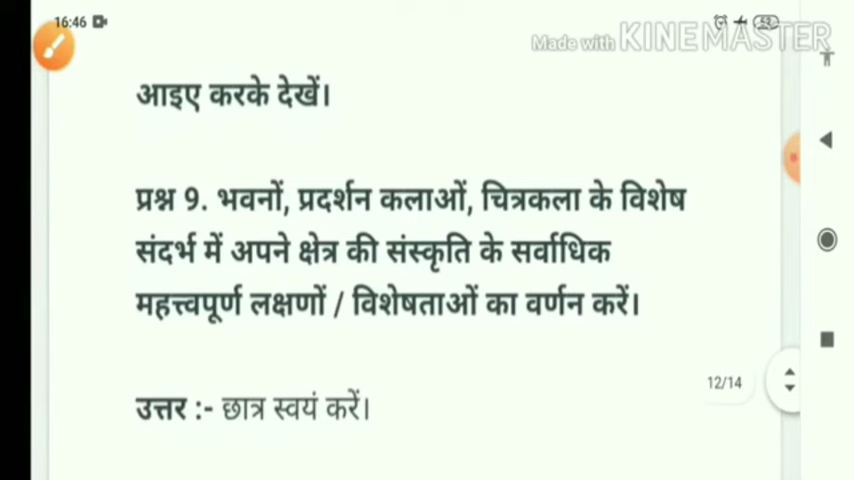 16:46
53
Made with KINEMASTER
आइए करके देखें।
प्रश्न 9. भवनों, प्रदर्शन कलाओं, चित्रकला के विशेष
संदर्भ में अपने क्षेत्र की संस्कृति के सर्वाधिक
महत्त्वपूर्ण लक्षणों / विशेषताओं का वर्णन करें।
12/14
उत्तर :- छात्र स्वयं करें।